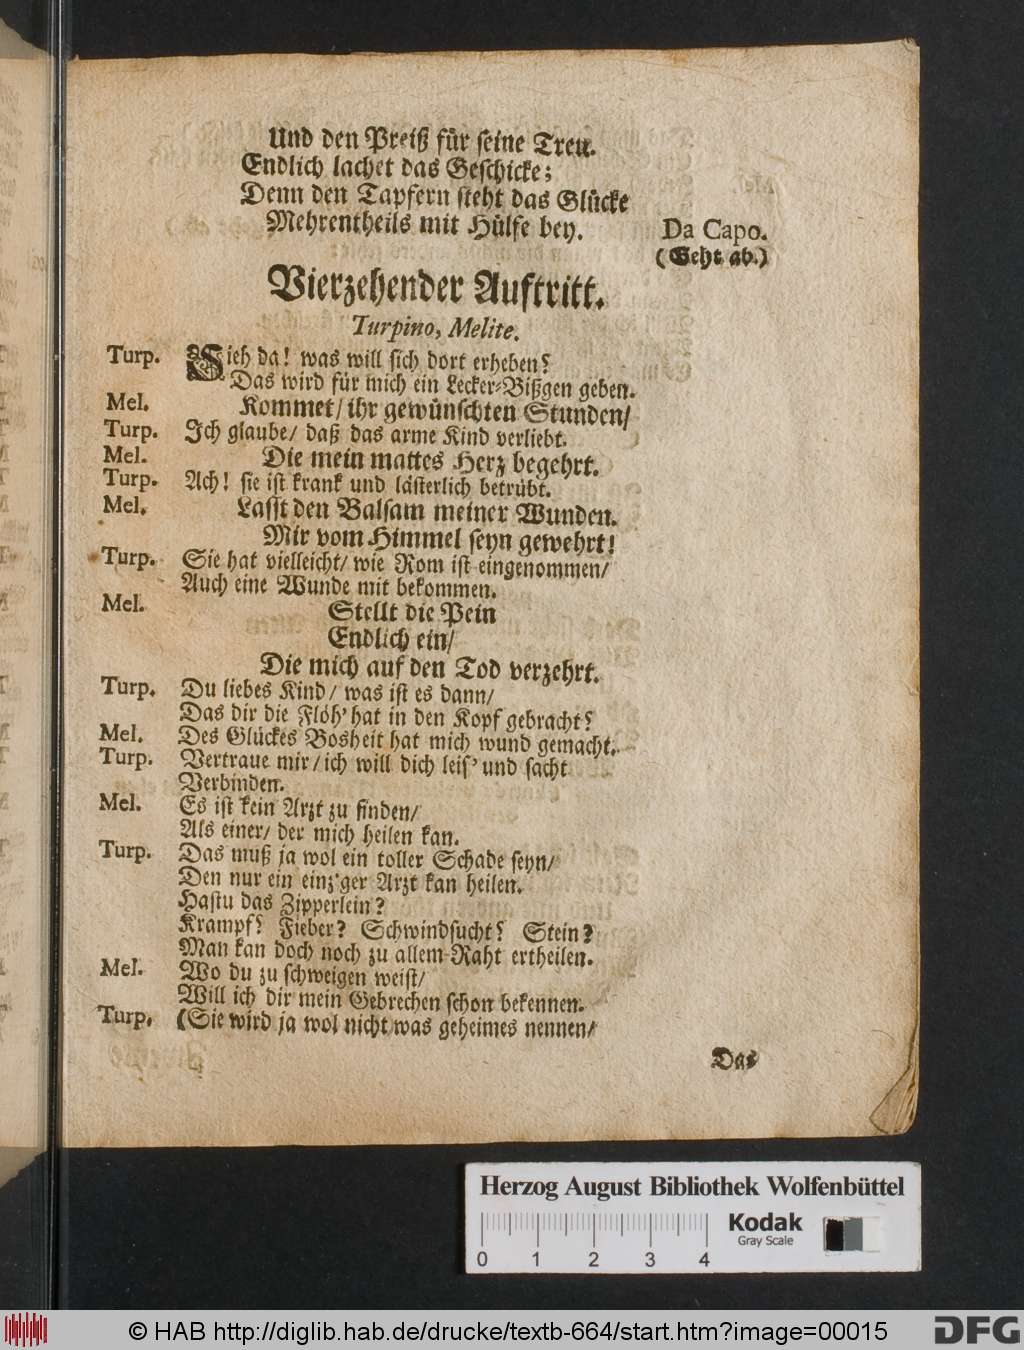 Und den Preiß für seine Treu.
Endlich lachet das Geschicke;
Denn den Tapfern steht das Glücke
Mehrentheils mit Hülfe bey.
Da Capo.
(Geht ab.)
Vierzehender Auftritt.
Turpino, Melite.
Turp. Sieh da! was will sich dort erheben?
Das wird für mich ein Lecker-Bißgen geben.
Mel. Kommet/ ihr gewünschten Stunden/
Turp. Ich glaube/ daß das arme Kind verliebt.
Mel. Die mein mattes Herz begehrt.
Turp. Ach! sie ist krank und lästerlich betrübt.
Mel. Lasst den Balsam meiner Wunden.
Mir vom Himmel seyn gewehrt!
Turp. Sie hat vielleicht/ wie Rom ist eingenommen/
Auch eine Wunde mit bekommen.
Mel. Stellt die Pein
Endlich ein/
Die mich auf den Tod verzehrt.
Turp. Du liebes Kind/ was ist es dann/
Das dir die Flöh' hat in den Kopf gebracht?
Mel. Des Glückes Bosheit hat mich wund gemacht.
Turp. Vertraue mir/ ich will dich leis' und sacht
Verbinden.
Mel. Es ist kein Arzt zu finden/
Als einer/ der mich heilen kan.
Turp. Das muß ja wol ein toller Schade seyn/
Den nur ein einz'ger Arzt kan heilen.
Hastu das Zipperlein?
Krampf? Fieber? Schwindsucht? Stein?
Man kan doch noch zu allem Raht ertheilen.
Mel. Wo du zu schweigen weist/
Will ich dir mein Gebrechen schon bekennen.
Turp. (Sie wird ja wol nicht was geheimes nennen/
Das
Herzog August Bibliothek Wolfenbüttel
Kodak
Gray Scale
0 1 2 3 4
© HAB http://diglib.hab.de/drucke/textb-664/start.htm?image=00015
DFG